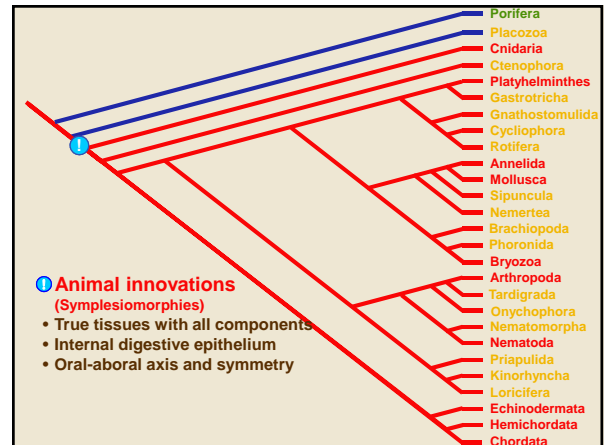 Porifera
Placozoa
Cnidaria
Ctenophora
Platyhelminthes
Gastrotricha
Gnathostomulida
Cycliophora
Rotifera
Annelida
Mollusca
Sipuncula
Nemertea
Brachiopoda
Phoronida
Bryozoa
Arthropoda
Tardigrada
Onychophora
Nematomorpha
Nematoda
Priapulida
Kinorhyncha
Loricifera
Echinodermata
Hemichordata
Chordata
!
! Animal innovations
(Symplesiomorphies)
• True tissues with all components
• Internal digestive epithelium
• Oral-aboral axis and symmetry